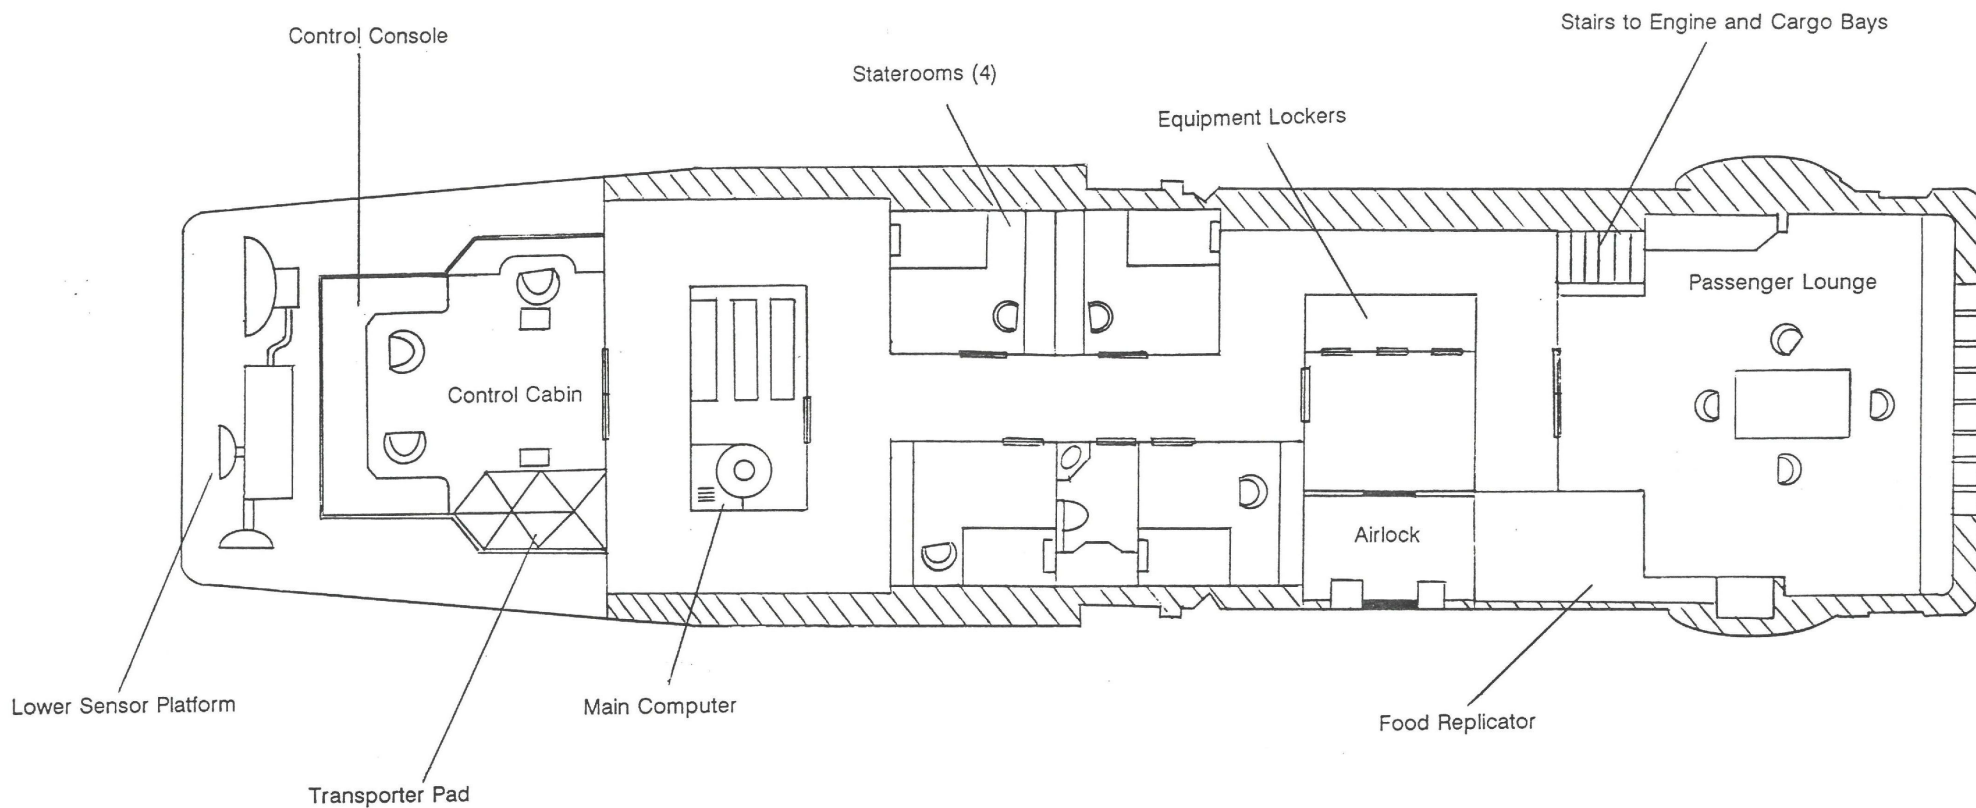 Stairs to Engine and Cargo Bays
Control Console
Staterooms (4)
Equipment Lockers
Passenger Lounge
Control Cabin
Airlock
Lower Sensor Platform
Main Computer
Food Replicator
Transporter Pad